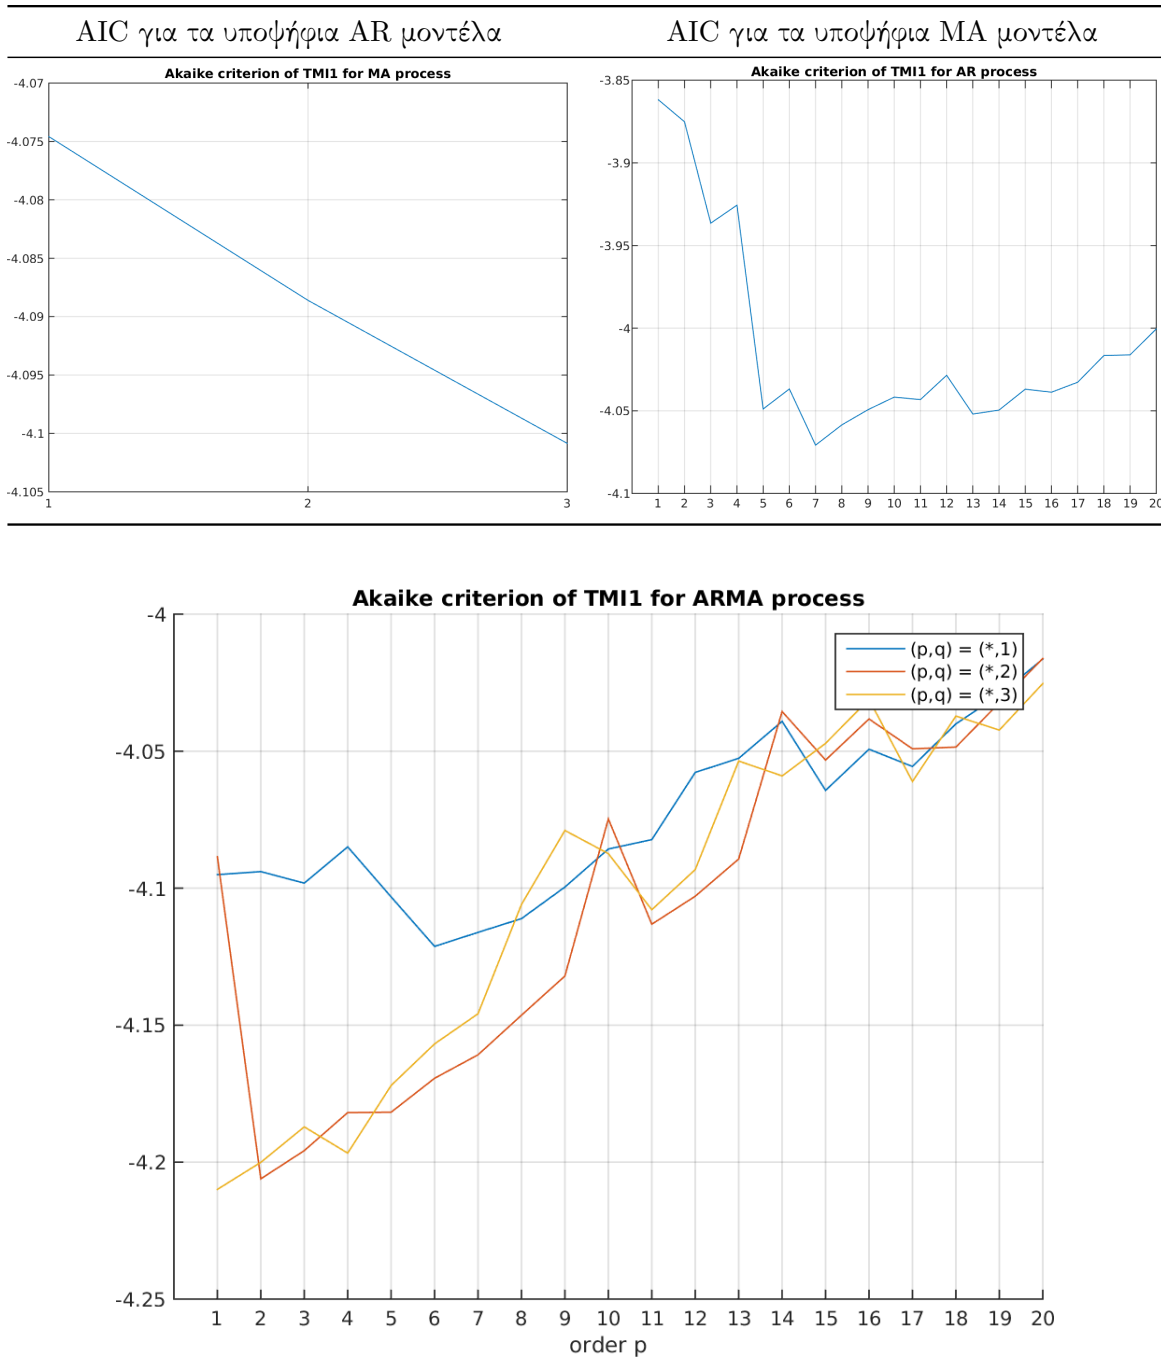 AIC για τα υποψήφια AR μοντέλα
AIC για τα υποψήφια MA μοντέλα
Akaike criterion of TMI1 for MA process
-4.07
-4.075
-4.08
-4.085
-4.09
-4.095
-4.1
-4.105
1 2 3
Akaike criterion of TMI1 for AR process
-3.85
-3.9
-3.95
-4
-4.05
-4.1
1 2 3 4 5 6 7 8 9 10 11 12 13 14 15 16 17 18 19 20
Akaike criterion of TMI1 for ARMA process
(p,q) = (*,1)
(p,q) = (*,2)
(p,q) = (*,3)
-4
-4.05
-4.1
-4.15
-4.2
-4.25
1 2 3 4 5 6 7 8 9 10 11 12 13 14 15 16 17 18 19 20
order p